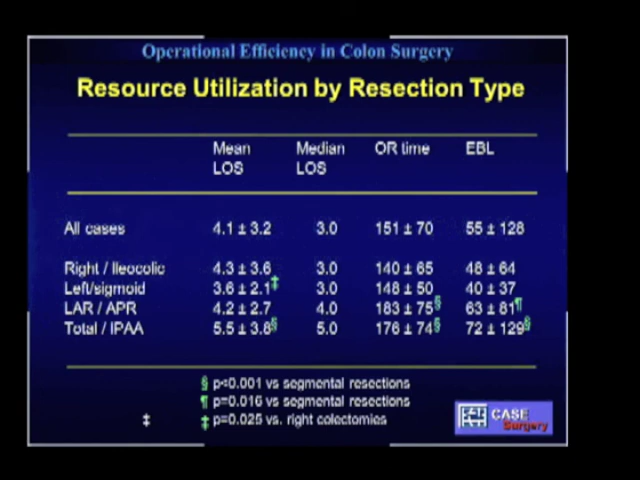 Operational Efficiency in Colon Surgery
Resource Utilization by Resection Type
Mean LOS Median LOS OR time EBL
All cases 4.1 ± 3.2 3.0 151 ± 70 55 ± 128
Right / Ileocolic 4.3 ± 3.6 3.0 140 ± 65 48 ± 64
Left/sigmoid 3.6 ± 2.1‡ 3.0 148 ± 50 40 ± 37
LAR / APR 4.2 ± 2.7 4.0 183 ± 75§ 63 ± 81¶
Total / IPAA 5.5 ± 3.8§ 5.0 176 ± 74§ 72 ± 129§
§ p<0.001 vs segmental resections
¶ p=0.016 vs segmental resections
‡ ‡ p=0.025 vs. right colectomies
CASE
Surgery